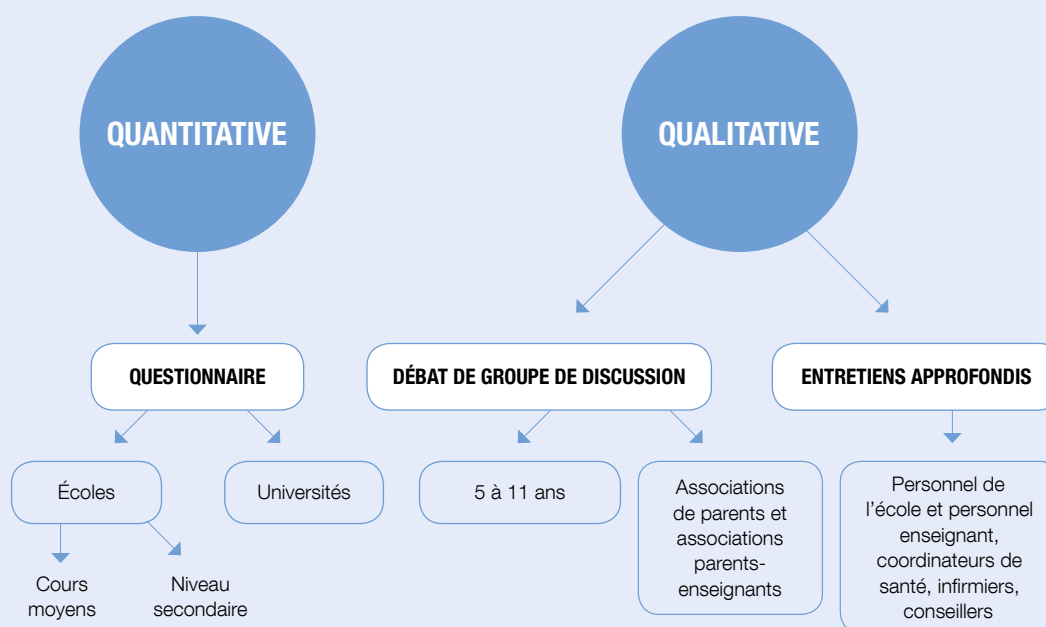 QUANTITATIVE
QUALITATIVE
QUESTIONNAIRE
DÉBAT DE GROUPE DE DISCUSSION
ENTRETIENS APPROFONDIS
Écoles
Universités
5 à 11 ans
Associations
de parents et
associations
parents-
enseignants
Personnel de
l'école et personnel
enseignant,
coordinateurs de
santé, infirmiers,
conseillers
Cours
moyens
Niveau
secondaire